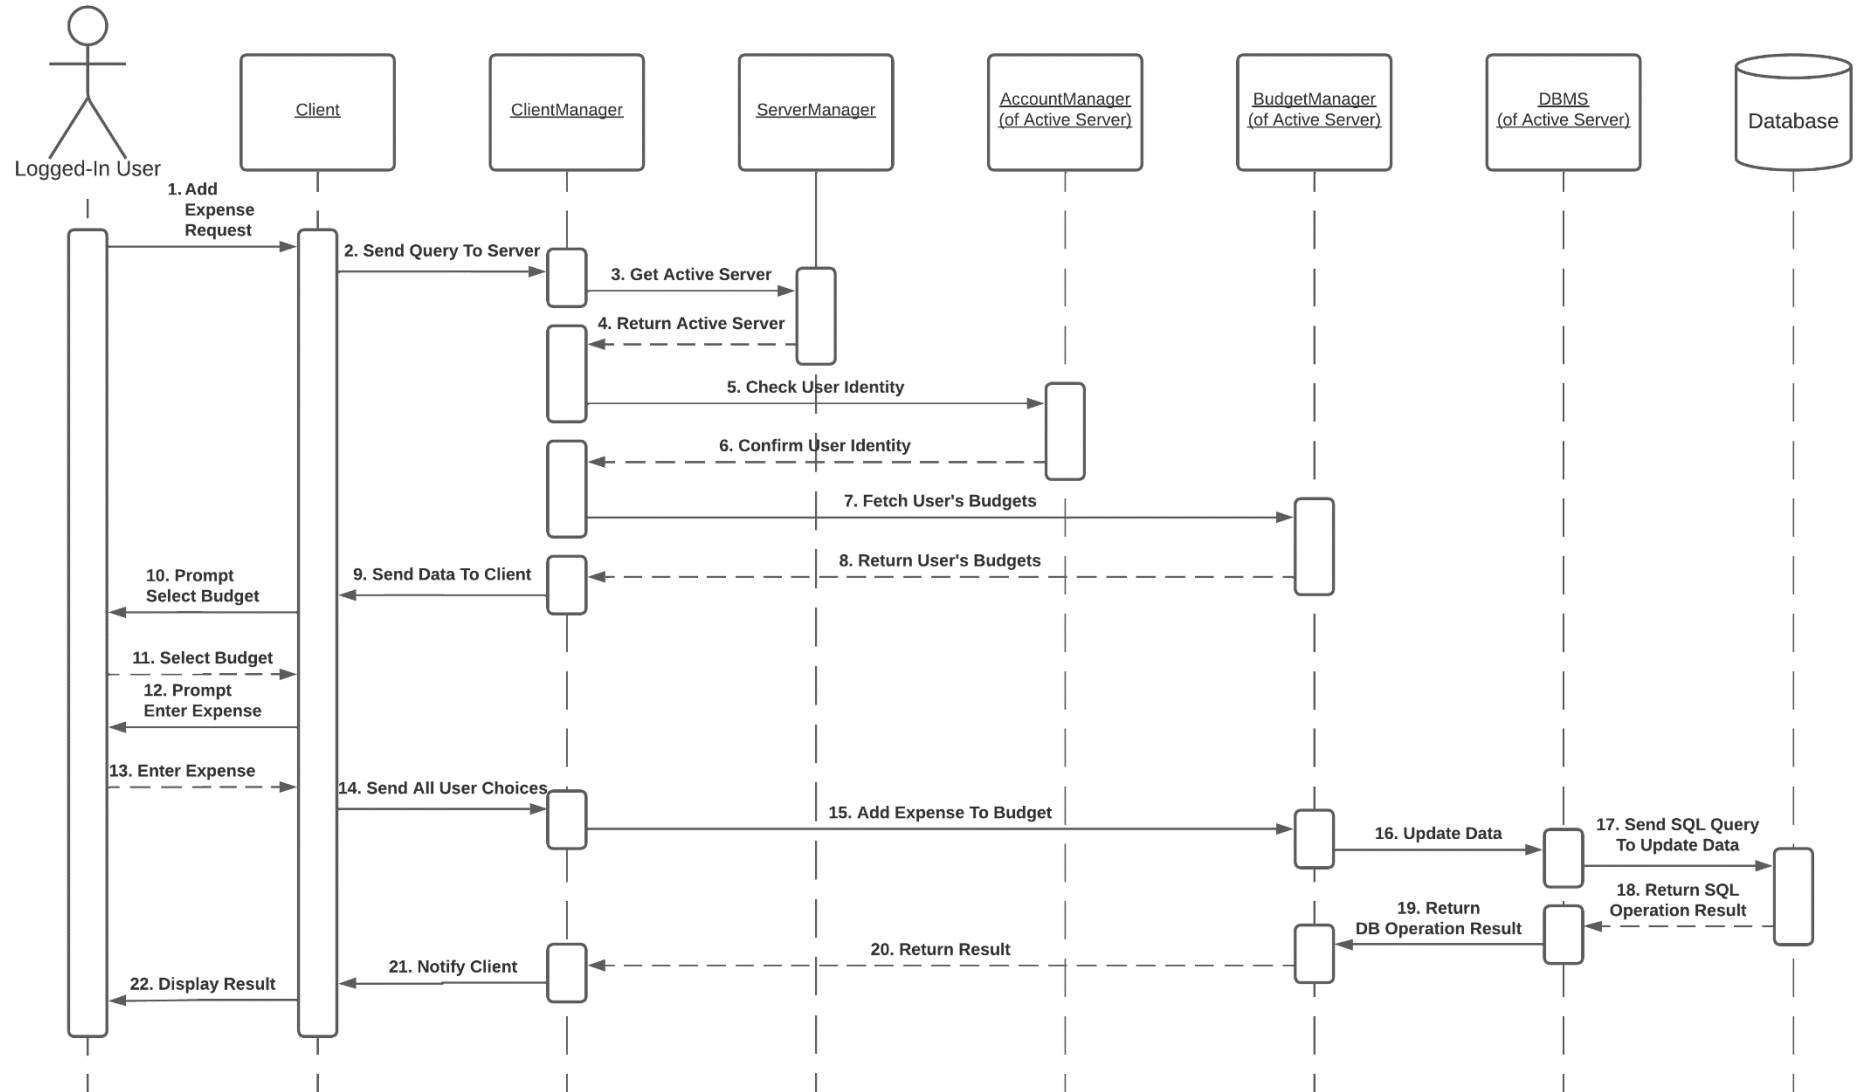 Logged-In User
Client
ClientManager
ServerManager
AccountManager
(of Active Server)
BudgetManager
(of Active Server)
DBMS
(of Active Server)
Database
1. Add
Expense
Request
2. Send Query To Server
3. Get Active Server
4. Return Active Server
5. Check User Identity
6. Confirm User Identity
7. Fetch User's Budgets
8. Return User's Budgets
9. Send Data To Client
10. Prompt
Select Budget
11. Select Budget
12. Prompt
Enter Expense
13. Enter Expense
14. Send All User Choices
15. Add Expense To Budget
16. Update Data
17. Send SQL Query
To Update Data
18. Return SQL
Operation Result
19. Return
DB Operation Result
20. Return Result
21. Notify Client
22. Display Result